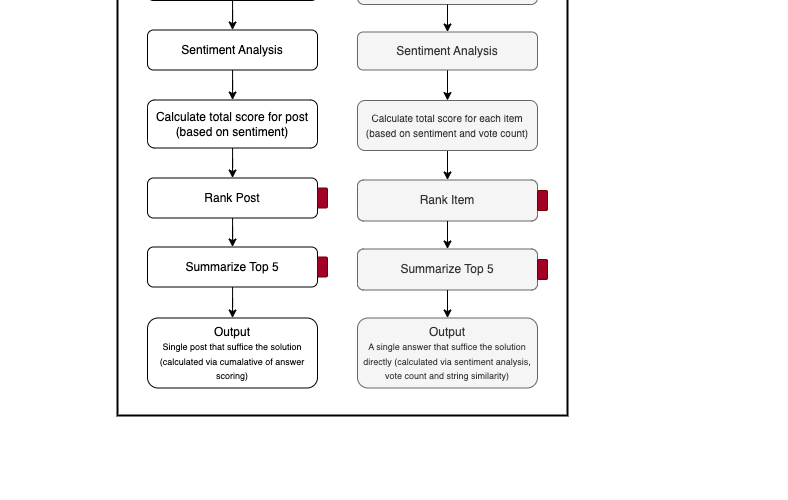 Sentiment Analysis
Calculate total score for post
(based on sentiment)
Rank Post
Summarize Top 5
Output
Single post that suffice the solution
(calculated via cumalative of answer
scoring)
Sentiment Analysis
Calculate total score for each item
(based on sentiment and vote count)
Rank Item
Summarize Top 5
Output
A single answer that suffice the solution
directly (calculated via sentiment analysis,
vote count and string similarity)